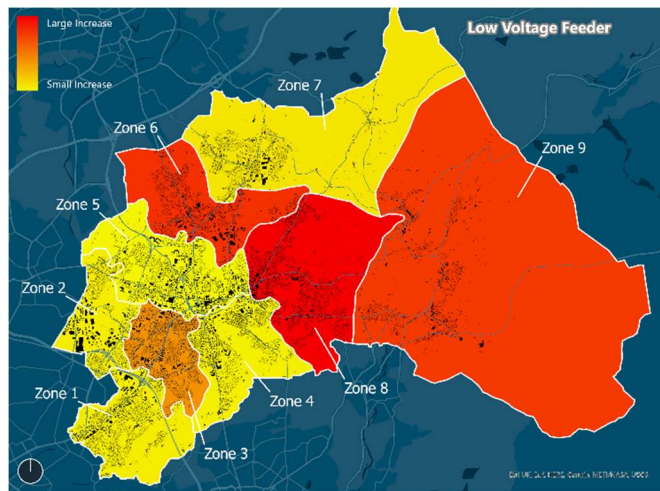 Large Increase
Small Increase
Low Voltage Feeder
Zone 7
Zone 6
Zone 9
Zone 5
Zone 2
Zone 1
Zone 4
Zone 8
Zone 3